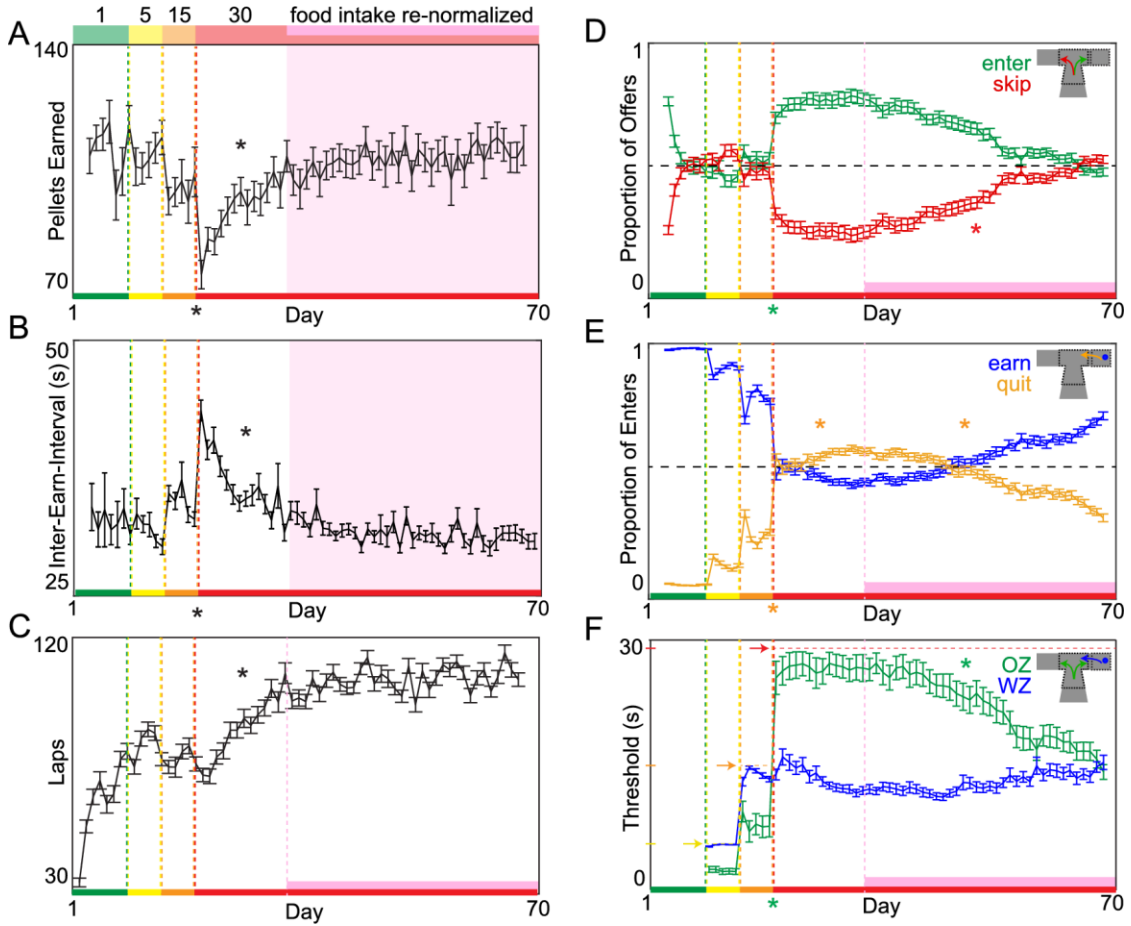 1 5 15 30 food intake re-normalized
A
140
Pellets Earned
70
*
1 Day 70
*
B
50
Inter-Earn-Interval (s)
25
*
1 Day 70
*
C
120
Laps
30
*
1 Day 70
D
1
Proportion of Offers
0
enter
skip
*
1 Day 70
*
E
1
Proportion of Enters
0
earn
quit
* *
1 Day 70
*
F
30
Threshold (s)
0
OZ
WZ
*
1 Day 70
*